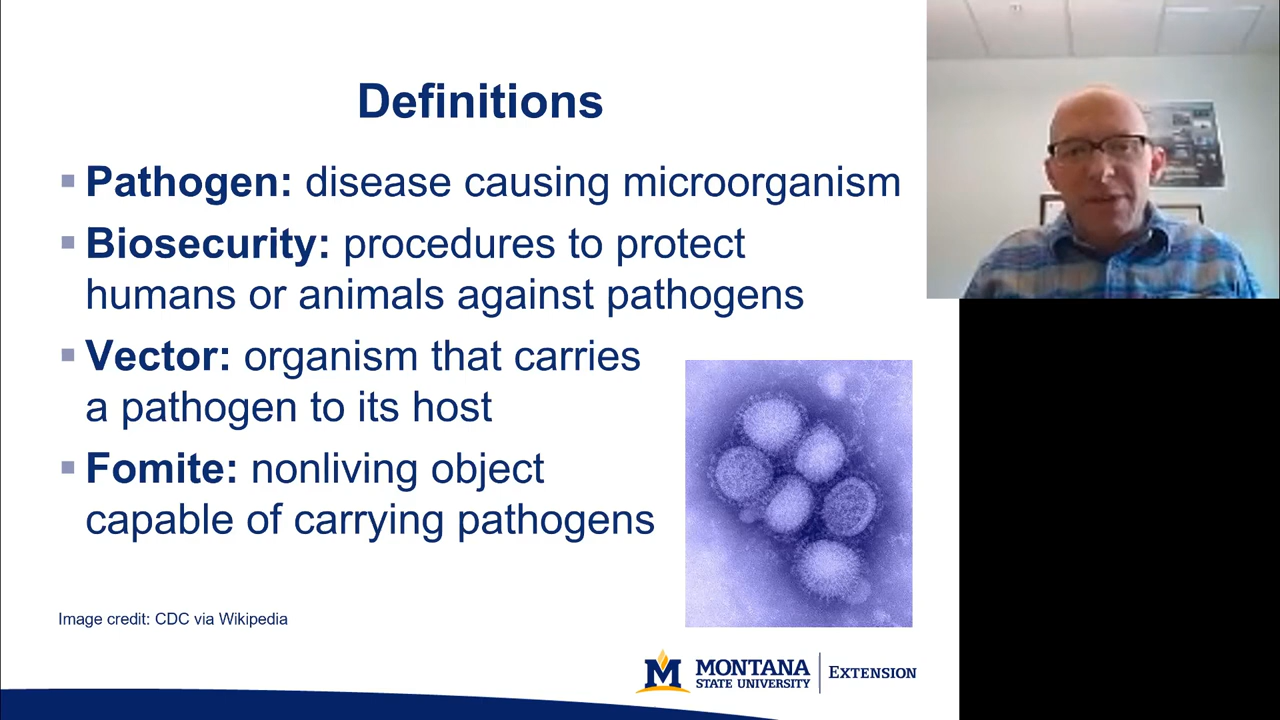 Definitions
Pathogen: disease causing microorganism
Biosecurity: procedures to protect
humans or animals against pathogens
Vector: organism that carries
a pathogen to its host
Fomite: nonliving object
capable of carrying pathogens
Image credit: CDC via Wikipedia
M MONTANA
STATE UNIVERSITY
EXTENSION